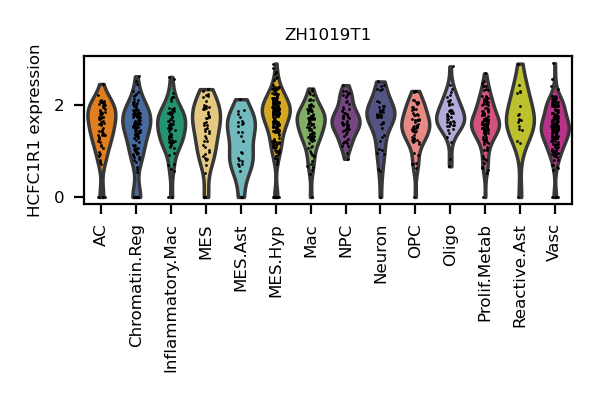 ZH1019T1
HCFC1R1 expression
2
0
AC
Chromatin.Reg
Inflammatory.Mac
MES
MES.Ast
MES.Hyp
Mac
NPC
Neuron
OPC
Oligo
Prolif.Metab
Reactive.Ast
Vasc